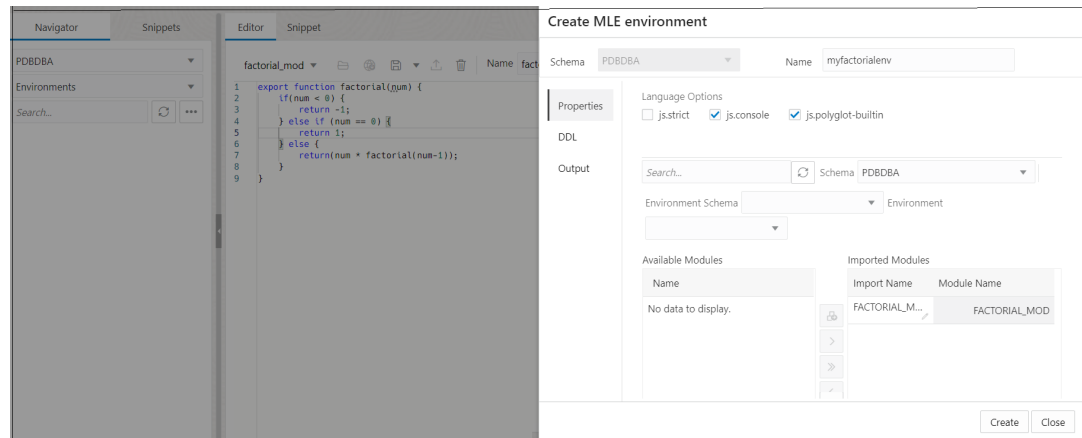 Navigator Snippets
PDBDBA
Environments
Search...
Editor Snippet
factorial_mod Name fact
1 export function factorial(num) {
2 if(num < 0) {
3 return -1;
4 } else if (num == 0) {
5 return 1;
6 } else {
7 return(num * factorial(num-1));
8 }
9 }
Create MLE environment
Schema PDBDBA Name myfactorialenv
Properties
DDL
Output
Language Options
js.strict js.console js.polyglot-builtin
Search... Schema PDBDBA
Environment Schema Environment
Available Modules
Name
No data to display.
Imported Modules
Import Name Module Name
FACTORIAL_M... FACTORIAL_MOD
Create Close